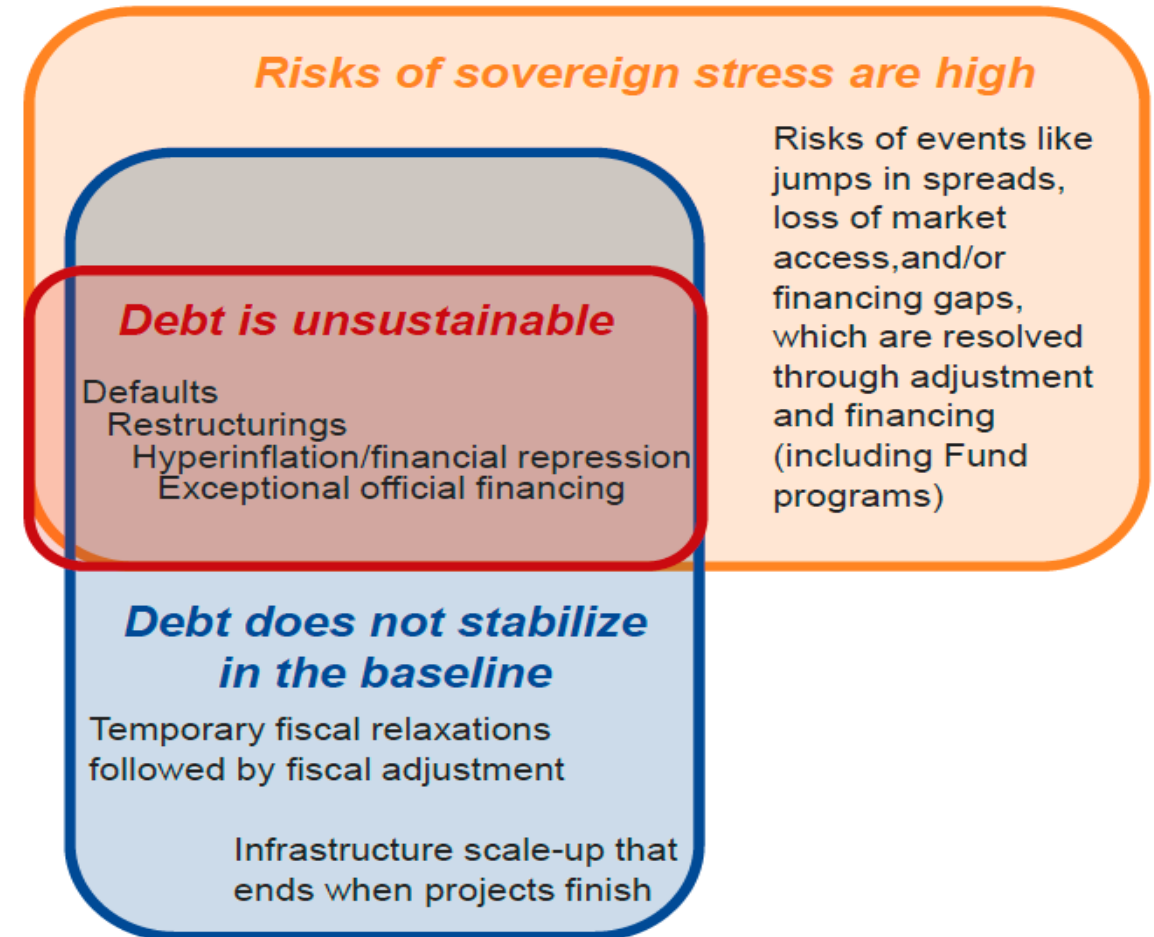 Risks of sovereign stress are high
Risks of events like
jumps in spreads,
loss of market
access,and/or
financing gaps,
which are resolved
through adjustment
and financing
(including Fund
programs)
Debt is unsustainable
Defaults
Restructurings
Hyperinflation/financial repression
Exceptional official financing
Debt does not stabilize
in the baseline
Temporary fiscal relaxations
followed by fiscal adjustment
Infrastructure scale-up that
ends when projects finish